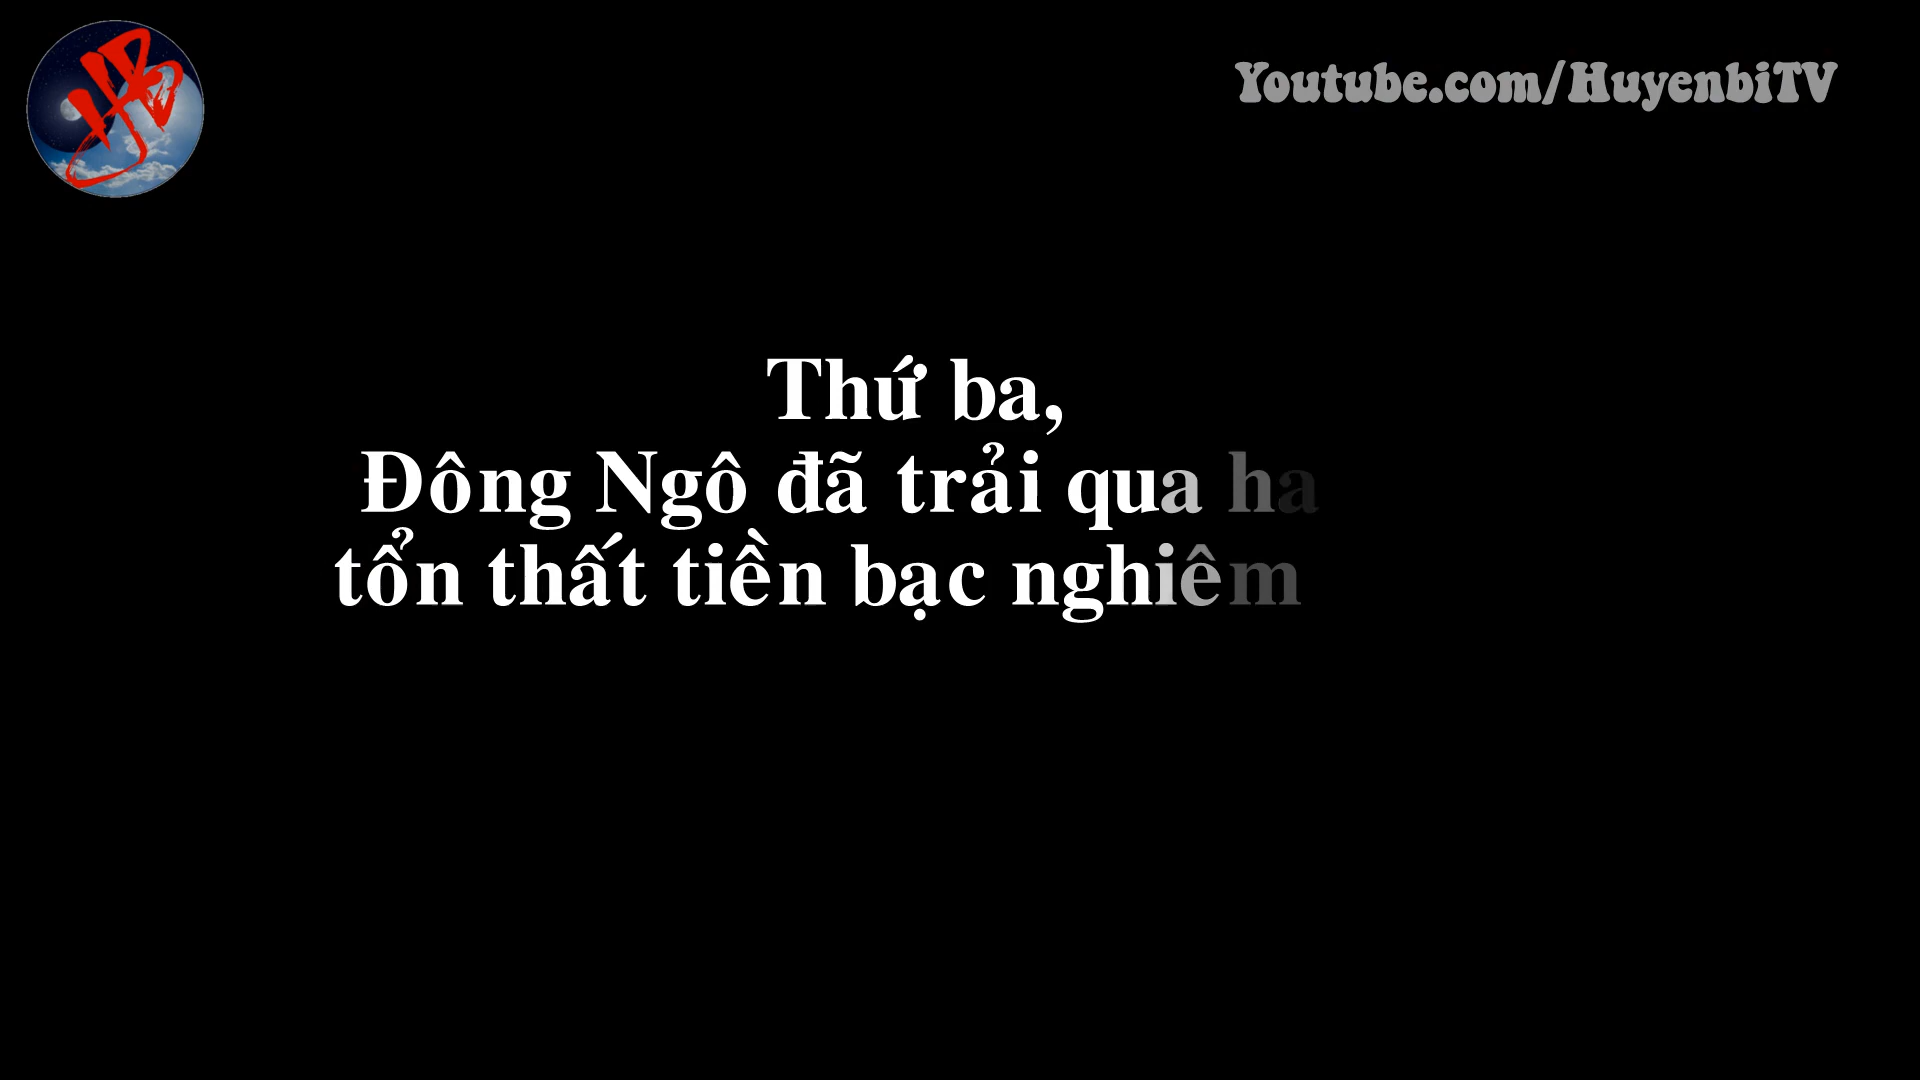 Youtube.com/HuyenbiTV
Thứ ba,
Đông Ngô đã trải qua ha
tổn thất tiền bạc nghiêm